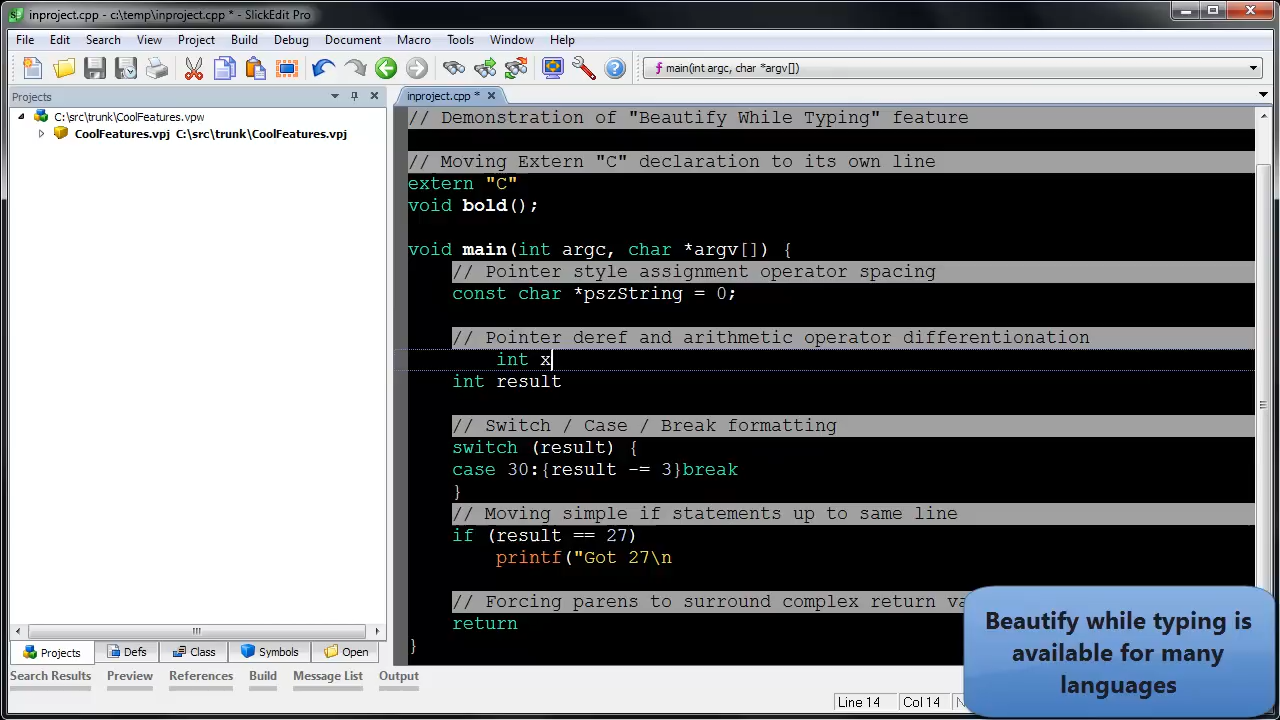 inproject.cpp - c:\temp\inproject.cpp * - SlickEdit Pro
File Edit Search View Project Build Debug Document Macro Tools Window Help
main(int argc, char *argv[])
Projects
inproject.cpp *
C:\src\trunk\CoolFeatures.vpw
CoolFeatures.vpj C:\src\trunk\CoolFeatures.vpj
// Demonstration of "Beautify While Typing" feature
// Moving Extern "C" declaration to its own line
extern "C"
void bold();
void main(int argc, char *argv[]) {
// Pointer style assignment operator spacing
const char *pszString = 0;
// Pointer deref and arithmetic operator differentionation
int x
int result
// Switch / Case / Break formatting
switch (result) {
case 30:{result -= 3}break
}
// Moving simple if statements up to same line
if (result == 27)
printf("Got 27\n
// Forcing parens to surround complex return va
return
}
Projects Defs Class Symbols Open
Search Results Preview References Build Message List Output
Beautify while typing is
available for many
languages
Line 14 Col 14